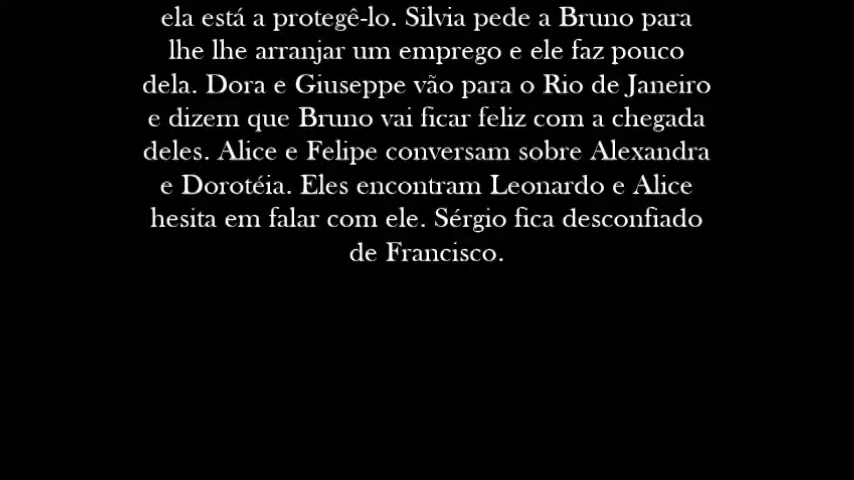 ela está a protegê-lo. Silvia pede a Bruno para
lhe lhe arranjar um emprego e ele faz pouco
dela. Dora e Giuseppe vão para o Rio de Janeiro
e dizem que Bruno vai ficar feliz com a chegada
deles. Alice e Felipe conversam sobre Alexandra
e Dorotéia. Eles encontram Leonardo e Alice
hesita em falar com ele. Sérgio fica desconfiado
de Francisco.